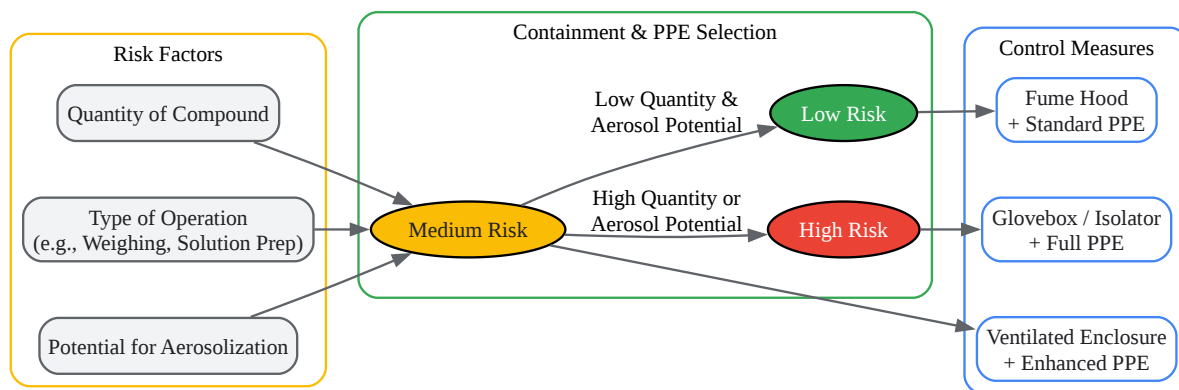 Risk Factors
Quantity of Compound
Type of Operation
(e.g., Weighing, Solution Prep)
Potential for Aerosolization
Containment & PPE Selection
Medium Risk
Low Quantity &
Aerosol Potential
Low Risk
High Quantity or
Aerosol Potential
High Risk
Control Measures
Fume Hood
+ Standard PPE
Glovebox / Isolator
+ Full PPE
Ventilated Enclosure
+ Enhanced PPE